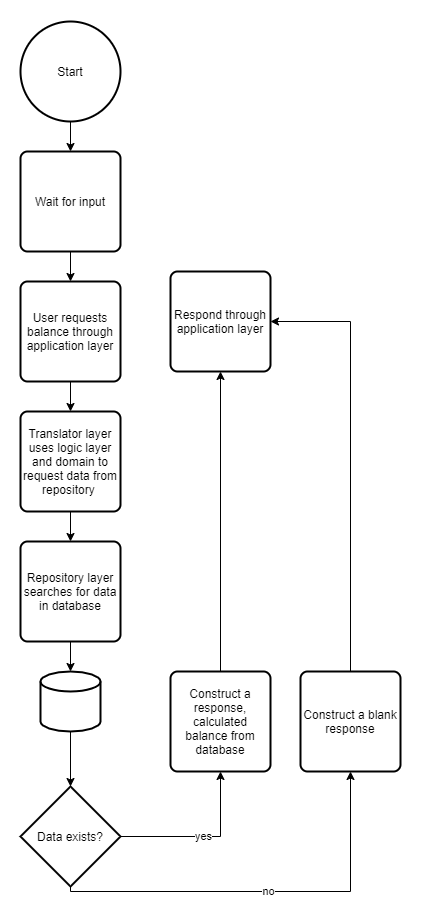 Start
Wait for input
User requests
balance through
application layer
Respond through
application layer
Translator layer
uses logic layer
and domain to
request data from
repository
Repository layer
searches for data
in database
Construct a
response,
calculated
balance from
database
Construct a blank
response
Data exists?
yes
no